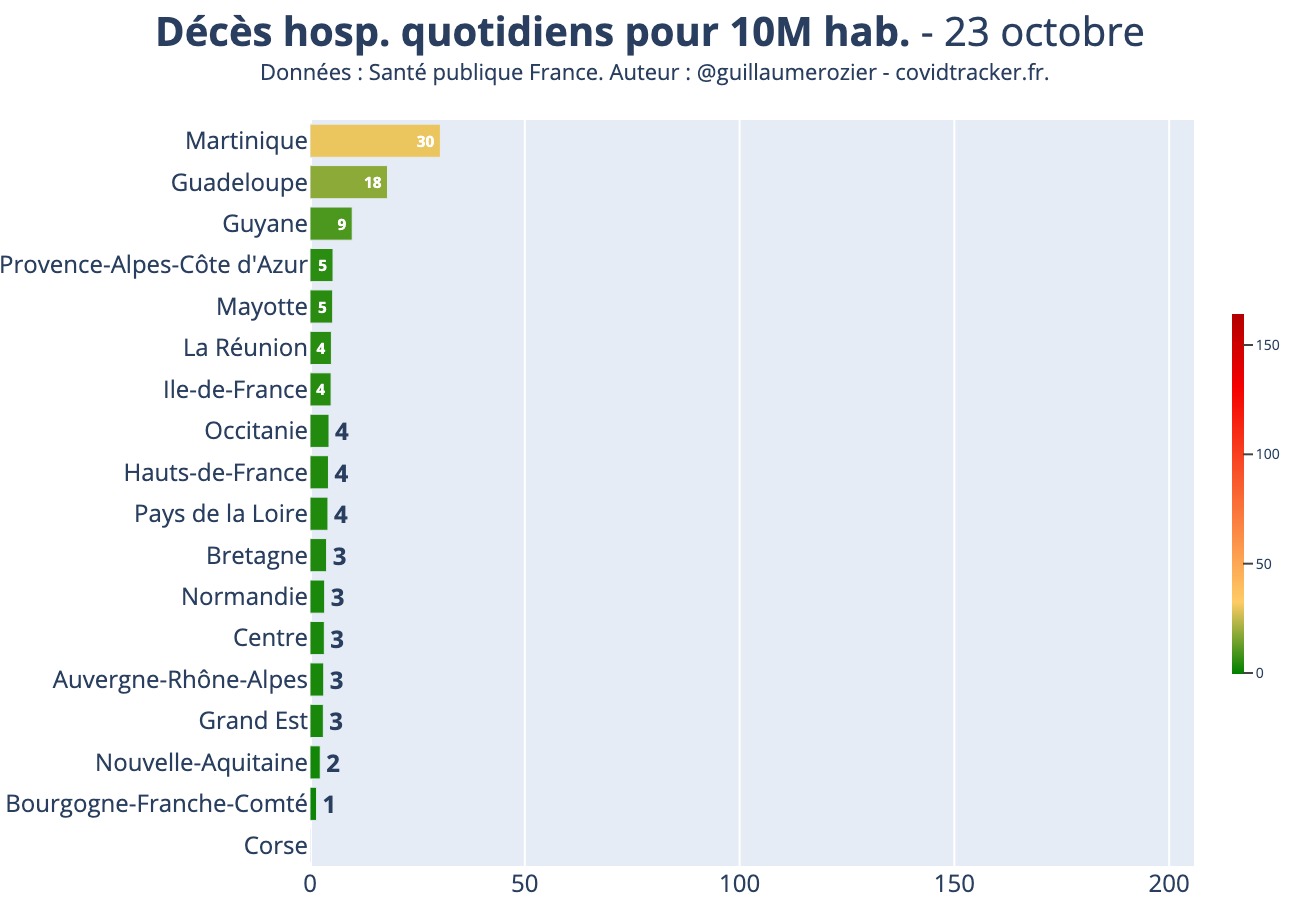 Décès hosp. quotidiens pour 10M hab. - 23 octobre
Données : Santé publique France. Auteur : @guillaumerozier - covidtracker.fr.
Martinique 30
Guadeloupe 18
Guyane 9
Provence-Alpes-Côte d'Azur 5
Mayotte 5
La Réunion 4
Ile-de-France 4
Occitanie 4
Hauts-de-France 4
Pays de la Loire 4
Bretagne 3
Normandie 3
Centre 3
Auvergne-Rhône-Alpes 3
Grand Est 3
Nouvelle-Aquitaine 2
Bourgogne-Franche-Comté 1
Corse
0 50 100 150 200
150
100
50
0